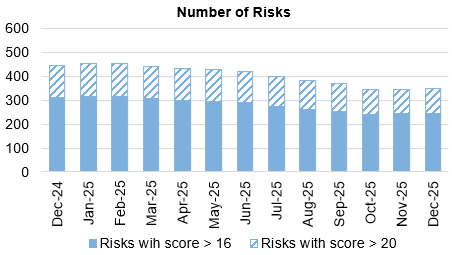 Number of Risks
600
500
400
300
200
100
0
Dec-24
Jan-25
Feb-25
Mar-25
Apr-25
May-25
Jun-25
Jul-25
Aug-25
Sep-25
Oct-25
Nov-25
Dec-25
Risks wih score > 16
Risks with score > 20